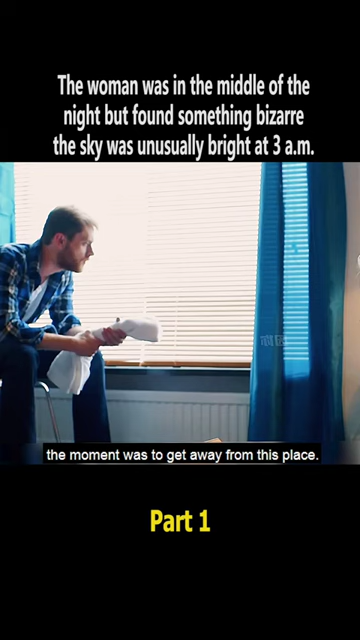 The woman was in the middle of the
night but found something bizarre
the sky was unusually bright at 3 a.m.
the moment was to get away from this place.
Part 1